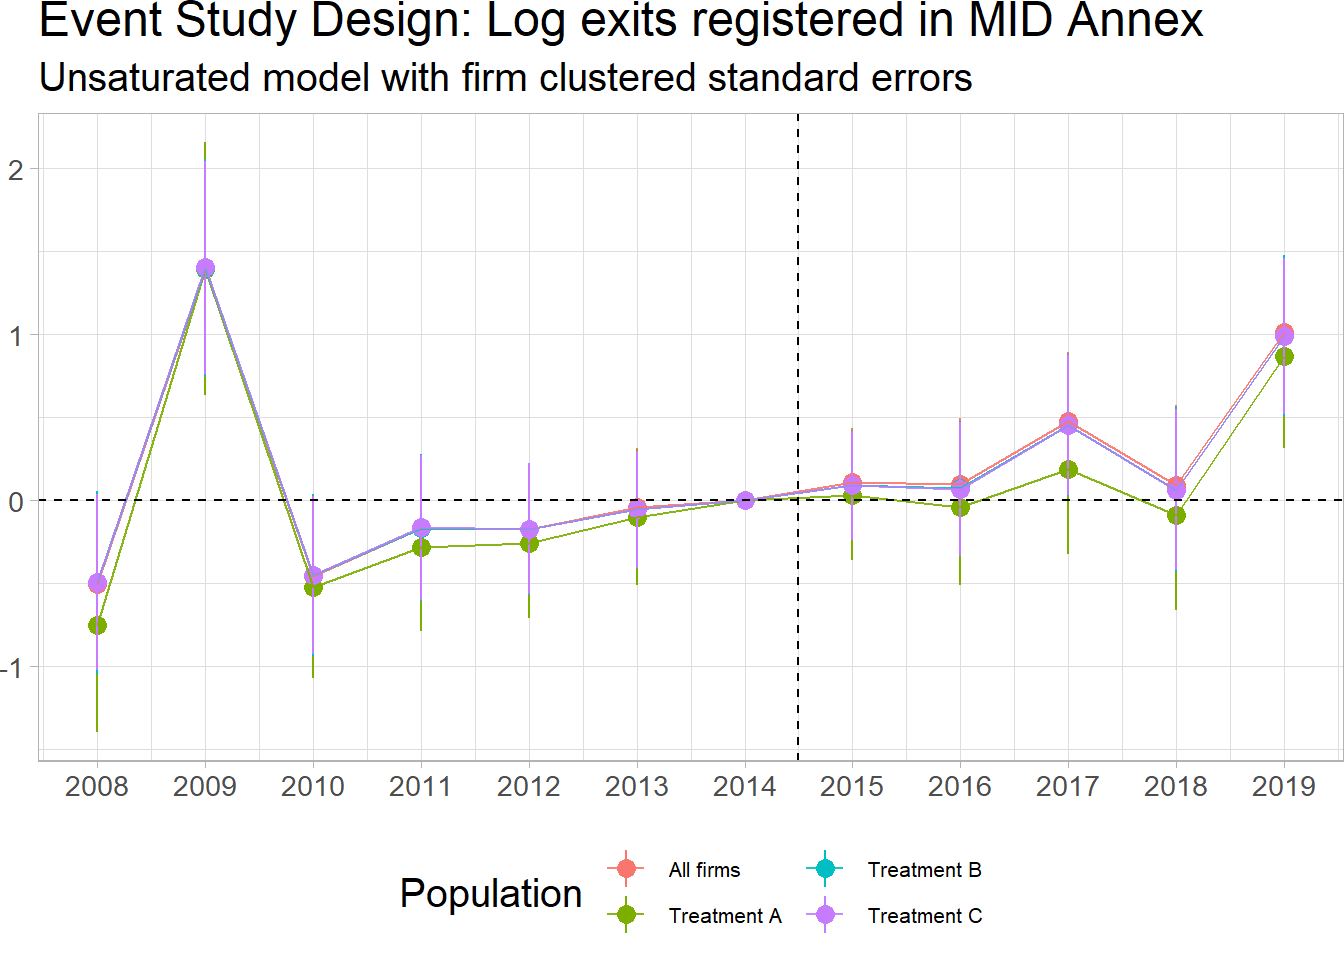 Event Study Design: Log exits registered in MID Annex
Unsaturated model with firm clustered standard errors
2
1
0
-1
2008 2009 2010 2011 2012 2013 2014 2015 2016 2017 2018 2019
Population
All firms
Treatment A
Treatment B
Treatment C